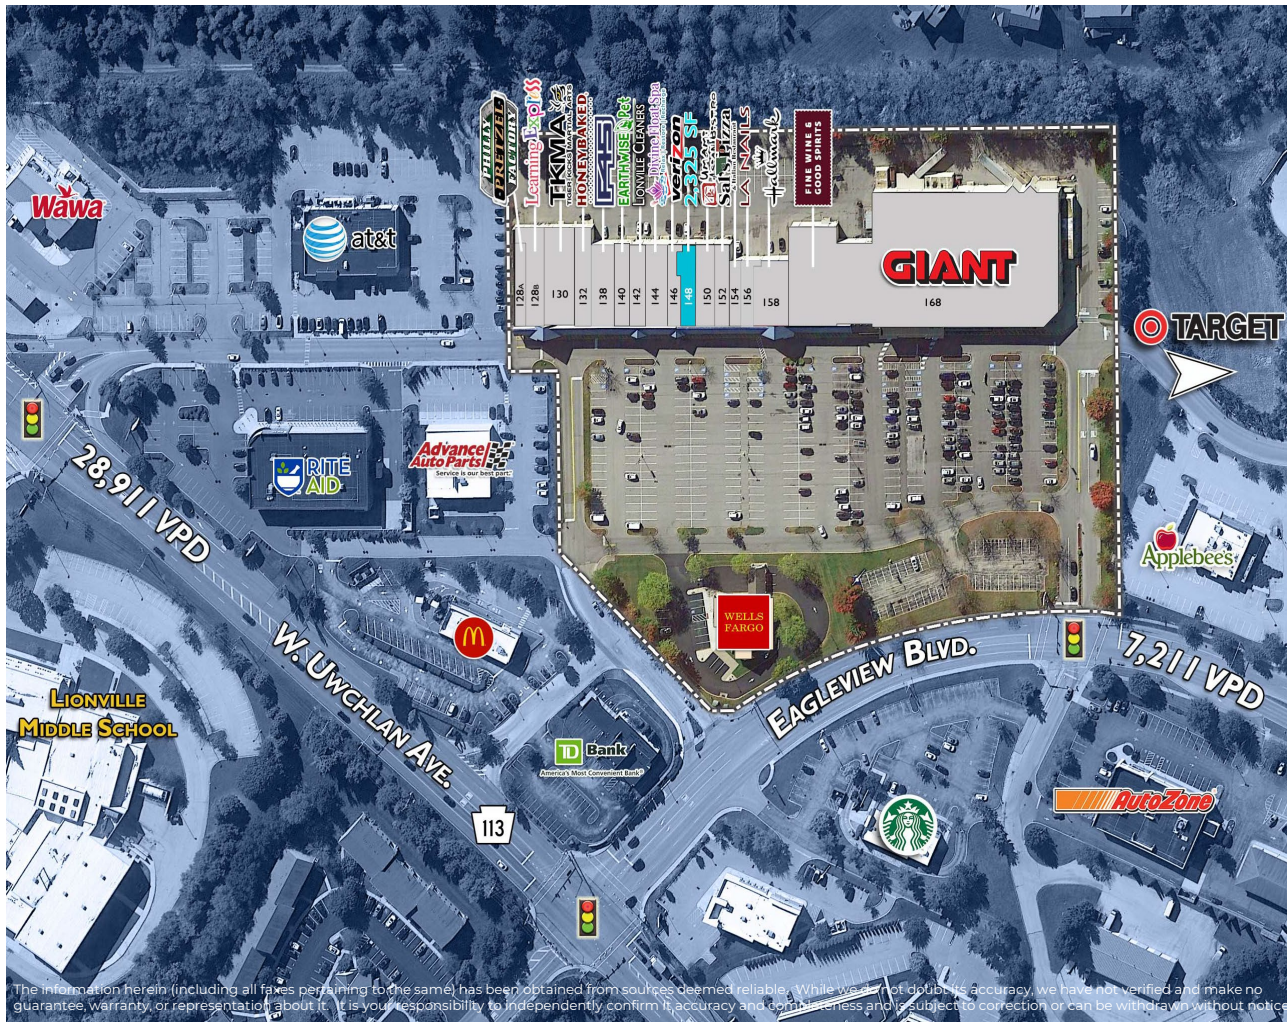 PHILLY
PRETZEL
FACTORY
Learning Express
TKMA
TIGER ROCKS MARTIAL ARTS
HONEYBAKED
F45
EARTHWISE Pet
LIONVILLE CLEANERS
Divine Float Spa
verizon
2,325 SF
Sal's Pizza
LA NAILS
Hallmark
FINE WINE &
GOOD SPIRITS
Wawa
at&t
GIANT
128A
128B
130
132
138
140
142
144
146
148
150
152
154
156
158
168
TARGET
28,911 VPD
RITE
AID
Advance
Auto Parts
Service is our best part.
Applebee's
WELLS
FARGO
W. UWCHLAN AVE.
EAGLEVIEW BLVD.
7,211 VPD
LIONVILLE
MIDDLE SCHOOL
TD Bank
America's Most Convenient Bank®
113
AutoZone
The information herein (including all faxes pertaining to the same) has been obtained from sources deemed reliable. While we do not doubt its accuracy, we have not verified and make no
guarantee, warranty, or representation about it. It is your responsibility to independently confirm it accuracy and completeness and is subject to correction or can be withdrawn without notice